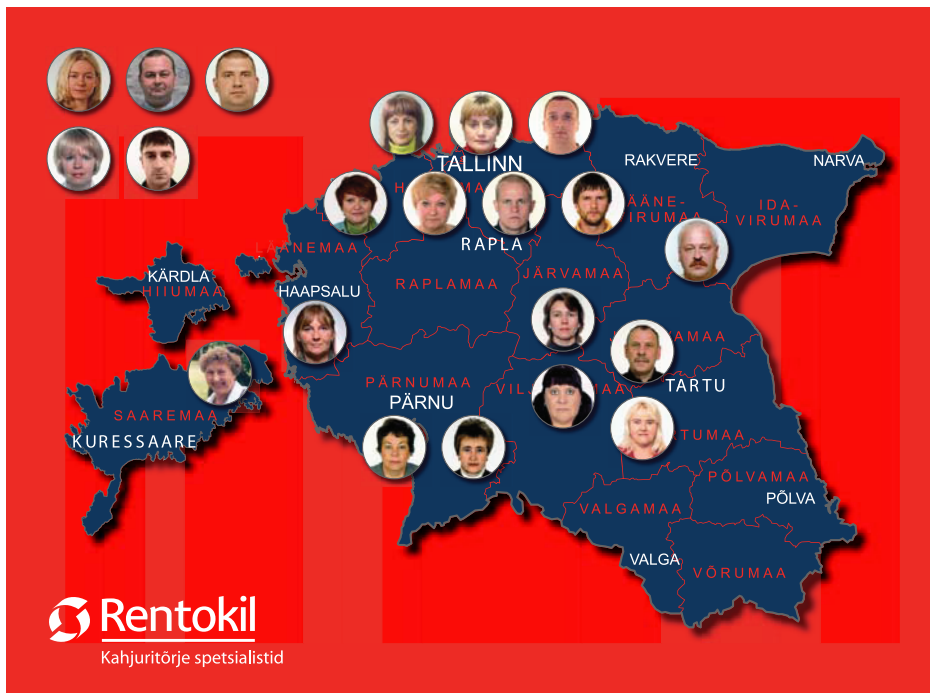 TALLINN
RAKVERE
NARVA
IDA-
VIRUMAA
RAPLA
LÄÄNEMAA
RAPLAMAA
JÄRVAMAA
KÄRDLA
HIIUMAA
HAAPSALU
PÄRNUMAA
PÄRNU
TARTU
SAAREMAA
KURESSAARE
PÕLVAMAA
PÕLVA
VALGAMAA
VALGA
VÕRUMAA
Rentokil
Kahjuritõrje spetsialistid